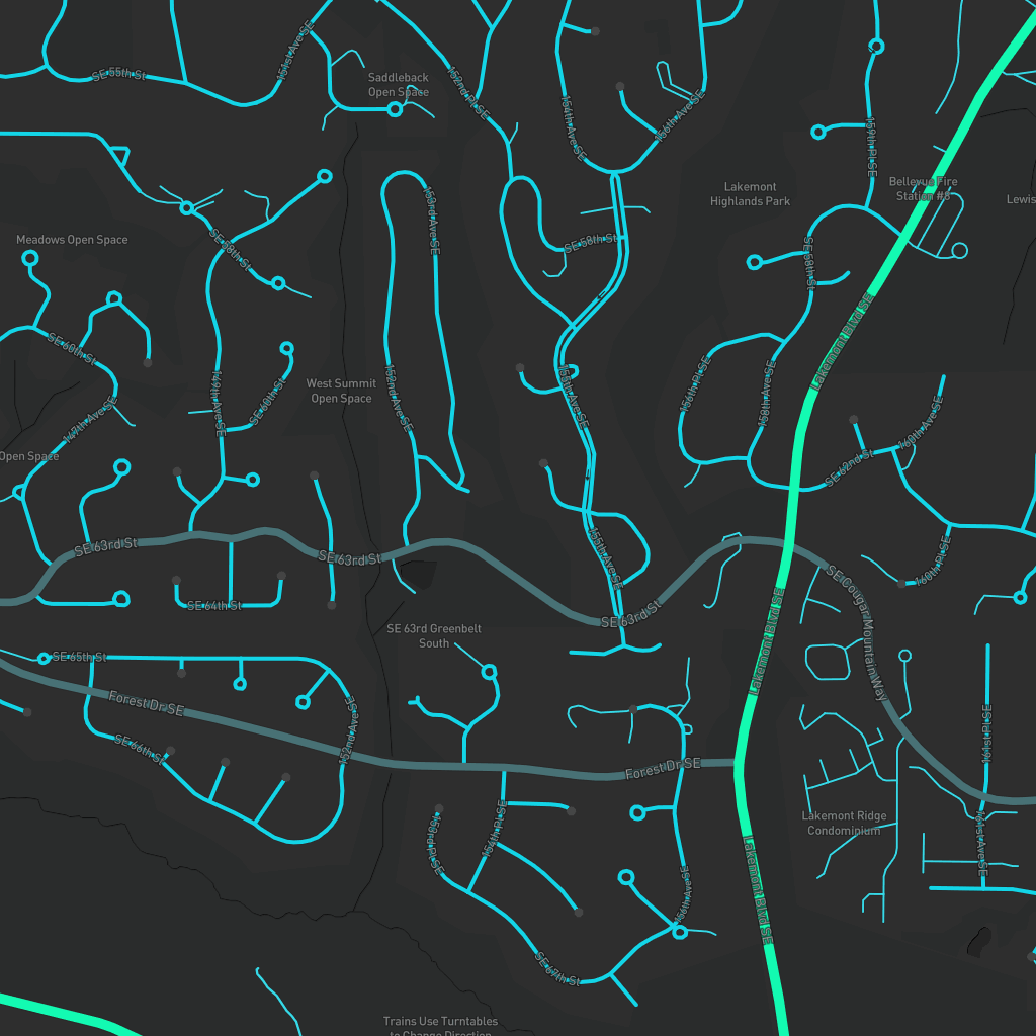 151st Ave SE
SE 55th St
Saddleback
Open Space
152nd Pl SE
154th Ave SE
156th Ave SE
159th Pl SE
Bellevue Fire
Station #8
Lakemont
Highlands Park
Lewis
153rd Ave SE
Meadows Open Space
SE 58th St
SE 58th St
SE 58th St
Lakemont Blvd SE
SE 60th St
152nd Ave SE
West Summit
Open Space
149th Ave SE
SE 60th St
155th Ave SE
156th Pl SE
158th Ave SE
147th Ave SE
160th Ave SE
Open Space
SE 62nd St
SE 63rd St
SE 63rd St
155th Ave SE
160th Pl SE
SE 64th St
SE 63rd St
SE Cougar Mountain Way
Lakemont Blvd SE
SE 63rd Greenbelt
South
SE 65th St
Forest Dr SE
152nd Ave SE
161st Pl SE
SE 66th St
Forest Dr SE
153rd Pl SE
154th Pl SE
Lakemont Ridge
Condominium
161st Ave SE
156th Ave SE
Lakemont Blvd SE
SE 67th St
Trains Use Turntables
to Change Direction